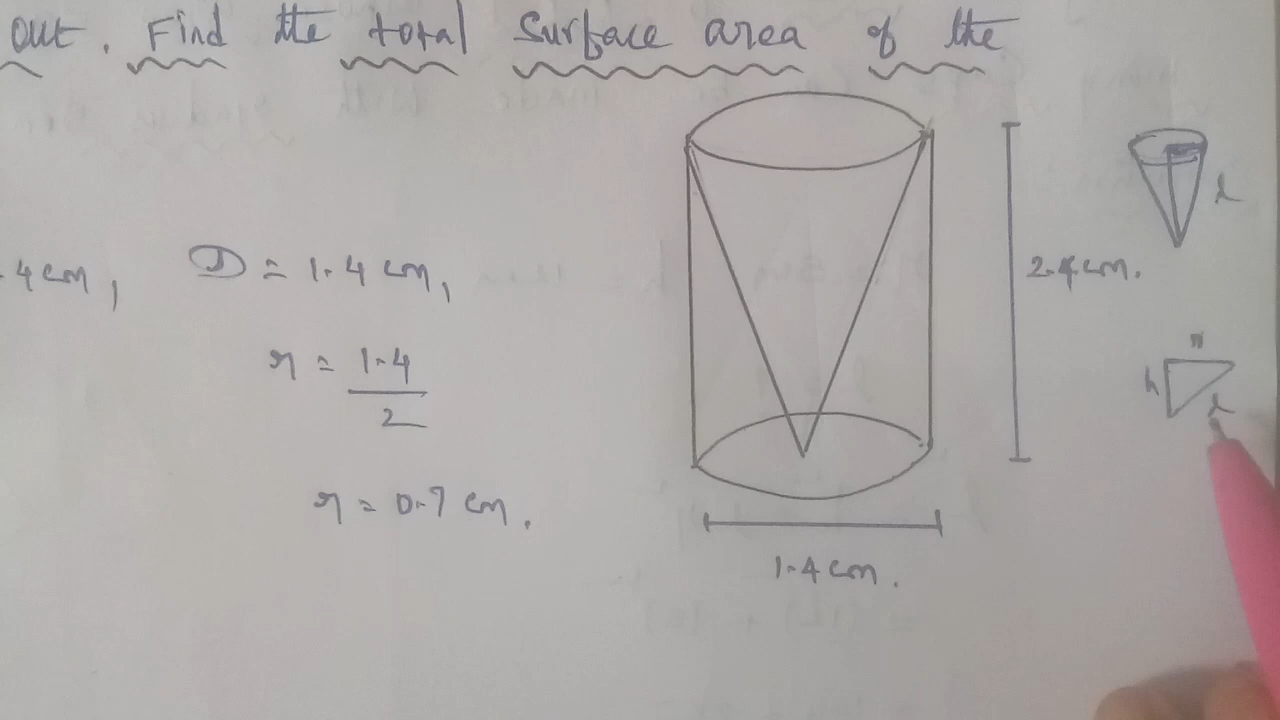 out. Find the total surface area of the
4 cm, D = 1.4 cm,
r = 1.4
2
r = 0.7 cm.
2.4 cm.
1.4 cm.
l
r
h
l